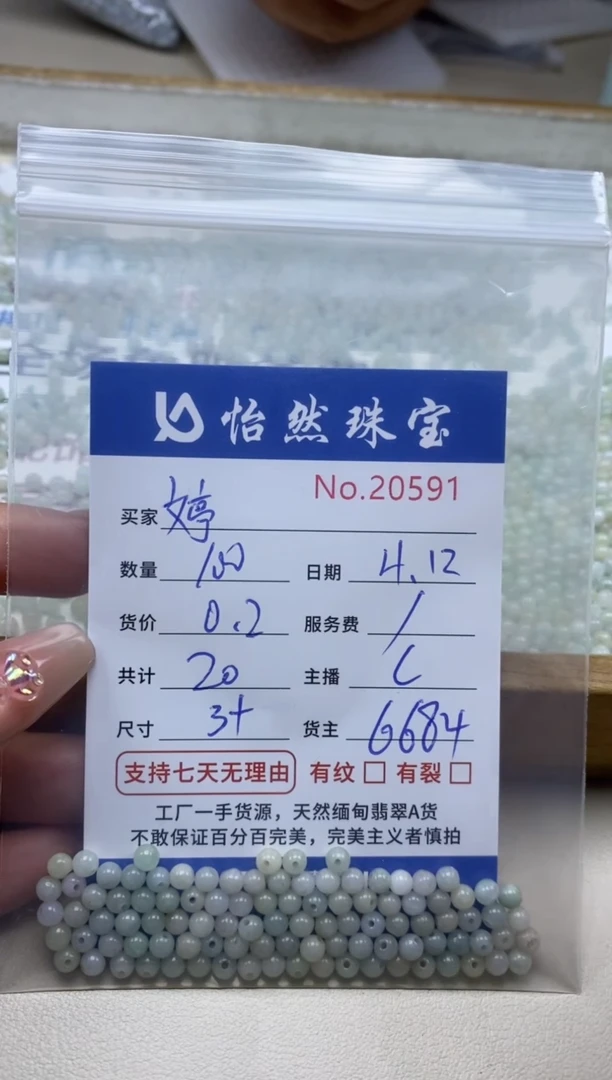 怡然珠宝
No.20591
买家 婷
数量 100 日期 4.12
货价 0.2 服务费 /
共计 20 主播 C
尺寸 3+ 货主 6684
支持七天无理由 有纹 □ 有裂 □
工厂一手货源，天然缅甸翡翠A货
不敢保证百分百完美，完美主义者慎拍